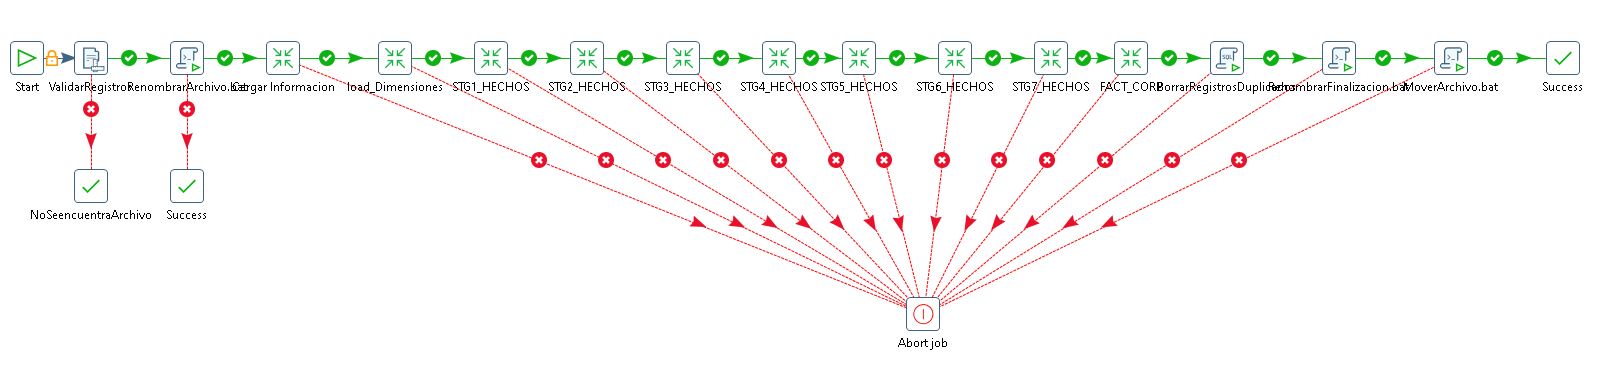 Start
ValidarRegistros
RenombrarArchivo.bat
Cargar Informacion
load_Dimensiones
STG1_HECHOS
STG2_HECHOS
STG3_HECHOS
STG4_HECHOS
STG5_HECHOS
STG6_HECHOS
STG7_HECHOS
FACT_CORP
BorrarRegistrosDuplicados
RenombrarFinalizacion.bat
MoverArchivo.bat
Success
NoSeencuentraArchivo
Success
Abort job